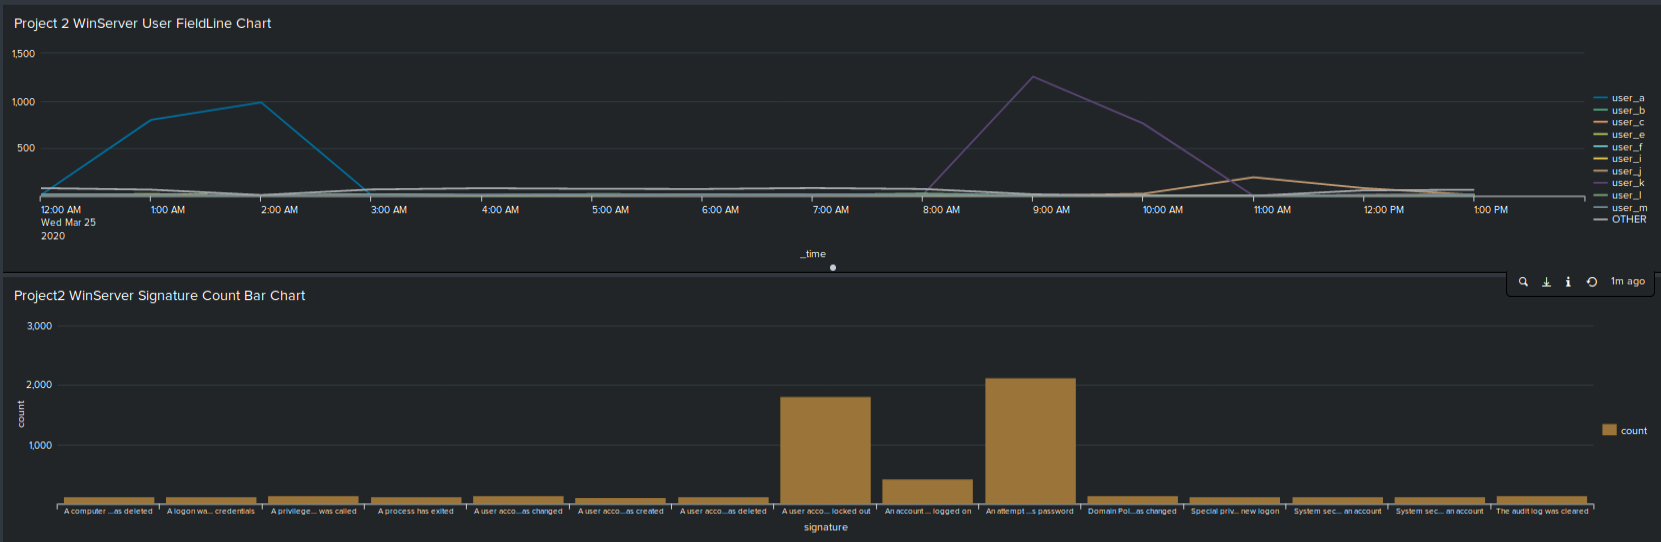 Project 2 WinServer User FieldLine Chart
1,500
1,000
500
12:00 AM 1:00 AM 2:00 AM 3:00 AM 4:00 AM 5:00 AM 6:00 AM 7:00 AM 8:00 AM 9:00 AM 10:00 AM 11:00 AM 12:00 PM 1:00 PM
Wed Mar 25
2020
_time
user_a
user_b
user_c
user_e
user_f
user_i
user_j
user_k
user_l
user_m
OTHER
1m ago
Project2 WinServer Signature Count Bar Chart
3,000
2,000
1,000
count
A computer ...as deleted A logon wa... credentials A privilege... was called A process has exited A user acco...as changed A user acco...as created A user acco...as deleted A user acco... locked out An account ... logged on An attempt ...s password Domain Pol...as changed Special priv... new logon System sec... an account System sec... an account The audit log was cleared
signature
count